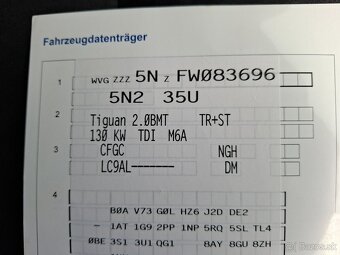 Fahrzeugdatenträger
1 WVG ZZZ 5N Z FW083696
5N2 35U
2 Tiguan 2.0BMT TR+ST
130 KW TDI M6A
3 CFGC NGH
LC9AL------- DM
4
B0A V73 G0L HZ6 J2D DE2
- 1AT 1G9 2PP 1NP 5RQ 5SL TL4
0BE 3S1 3U1 QG1 8AY 8GU 8ZH